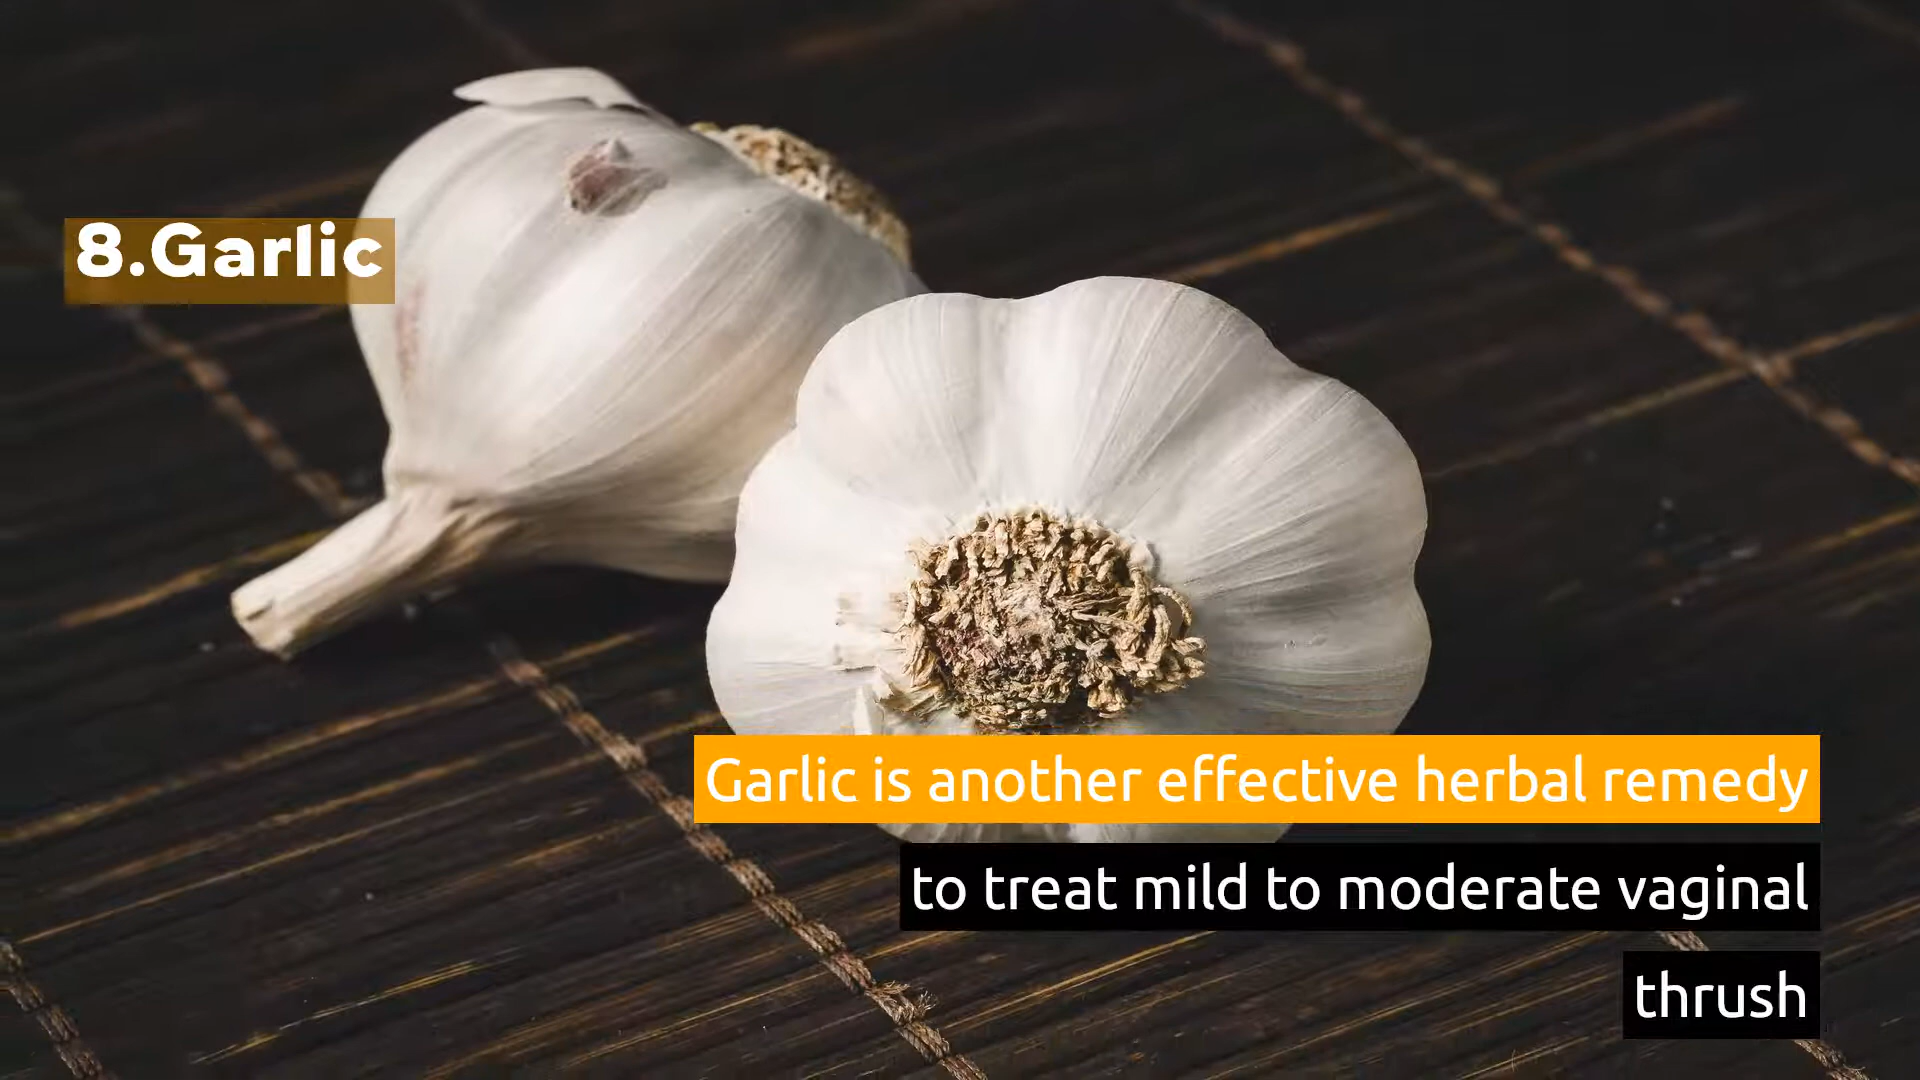 8.Garlic
Garlic is another effective herbal remedy
to treat mild to moderate vaginal
thrush